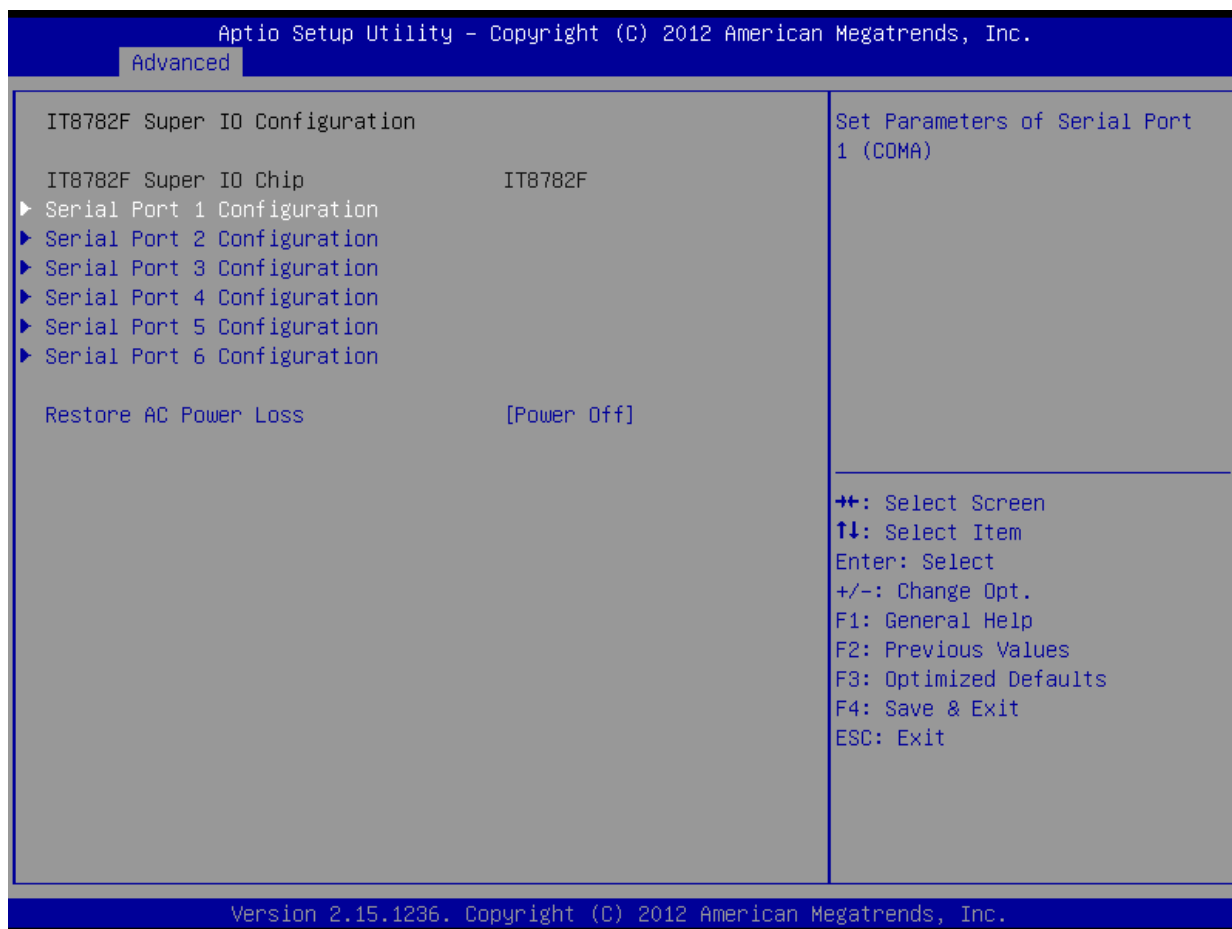 Aptio Setup Utility – Copyright (C) 2012 American Megatrends, Inc.
Advanced
IT8782F Super IO Configuration
IT8782F Super IO Chip IT8782F
▶ Serial Port 1 Configuration
▶ Serial Port 2 Configuration
▶ Serial Port 3 Configuration
▶ Serial Port 4 Configuration
▶ Serial Port 5 Configuration
▶ Serial Port 6 Configuration
Restore AC Power Loss [Power Off]
Set Parameters of Serial Port
1 (COMA)
→←: Select Screen
↑↓: Select Item
Enter: Select
+/-: Change Opt.
F1: General Help
F2: Previous Values
F3: Optimized Defaults
F4: Save & Exit
ESC: Exit
Version 2.15.1236. Copyright (C) 2012 American Megatrends, Inc.